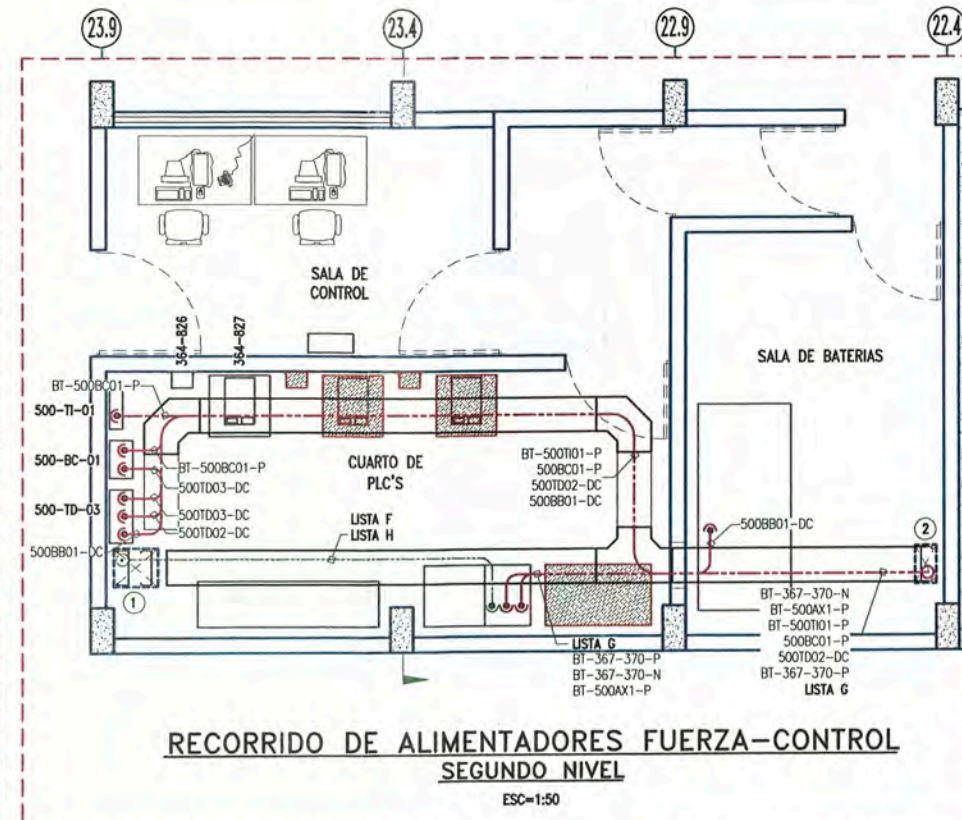 23.9
23.4
22.9
22.4
SALA DE
CONTROL
364-826
364-827
SALA DE BATERIAS
BT-500BC01-P
500-TI-01
500-BC-01
BT-500BC01-P
500TD03-DC
500-TD-03
500TD03-DC
500TD02-DC
500BB01-DC
1
CUARTO DE
PLC'S
LISTA F
LISTA H
BT-500TI01-P
500BC01-P
500TD02-DC
500BB01-DC
500BB01-DC
2
LISTA G
BT-367-370-P
BT-367-370-N
BT-500AX1-P
BT-367-370-N
BT-500AX1-P
BT-500TI01-P
500BC01-P
500TD02-DC
BT-367-370-P
LISTA G
RECORRIDO DE ALIMENTADORES FUERZA-CONTROL
SEGUNDO NIVEL
ESC=1:50